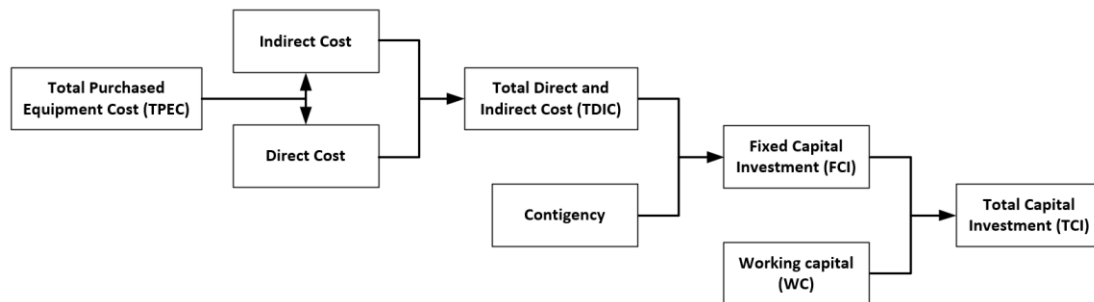 Indirect Cost
Total Purchased
Equipment Cost (TPEC)
Direct Cost
Total Direct and
Indirect Cost (TDIC)
Contigency
Fixed Capital
Investment (FCI)
Working capital
(WC)
Total Capital
Investment (TCI)